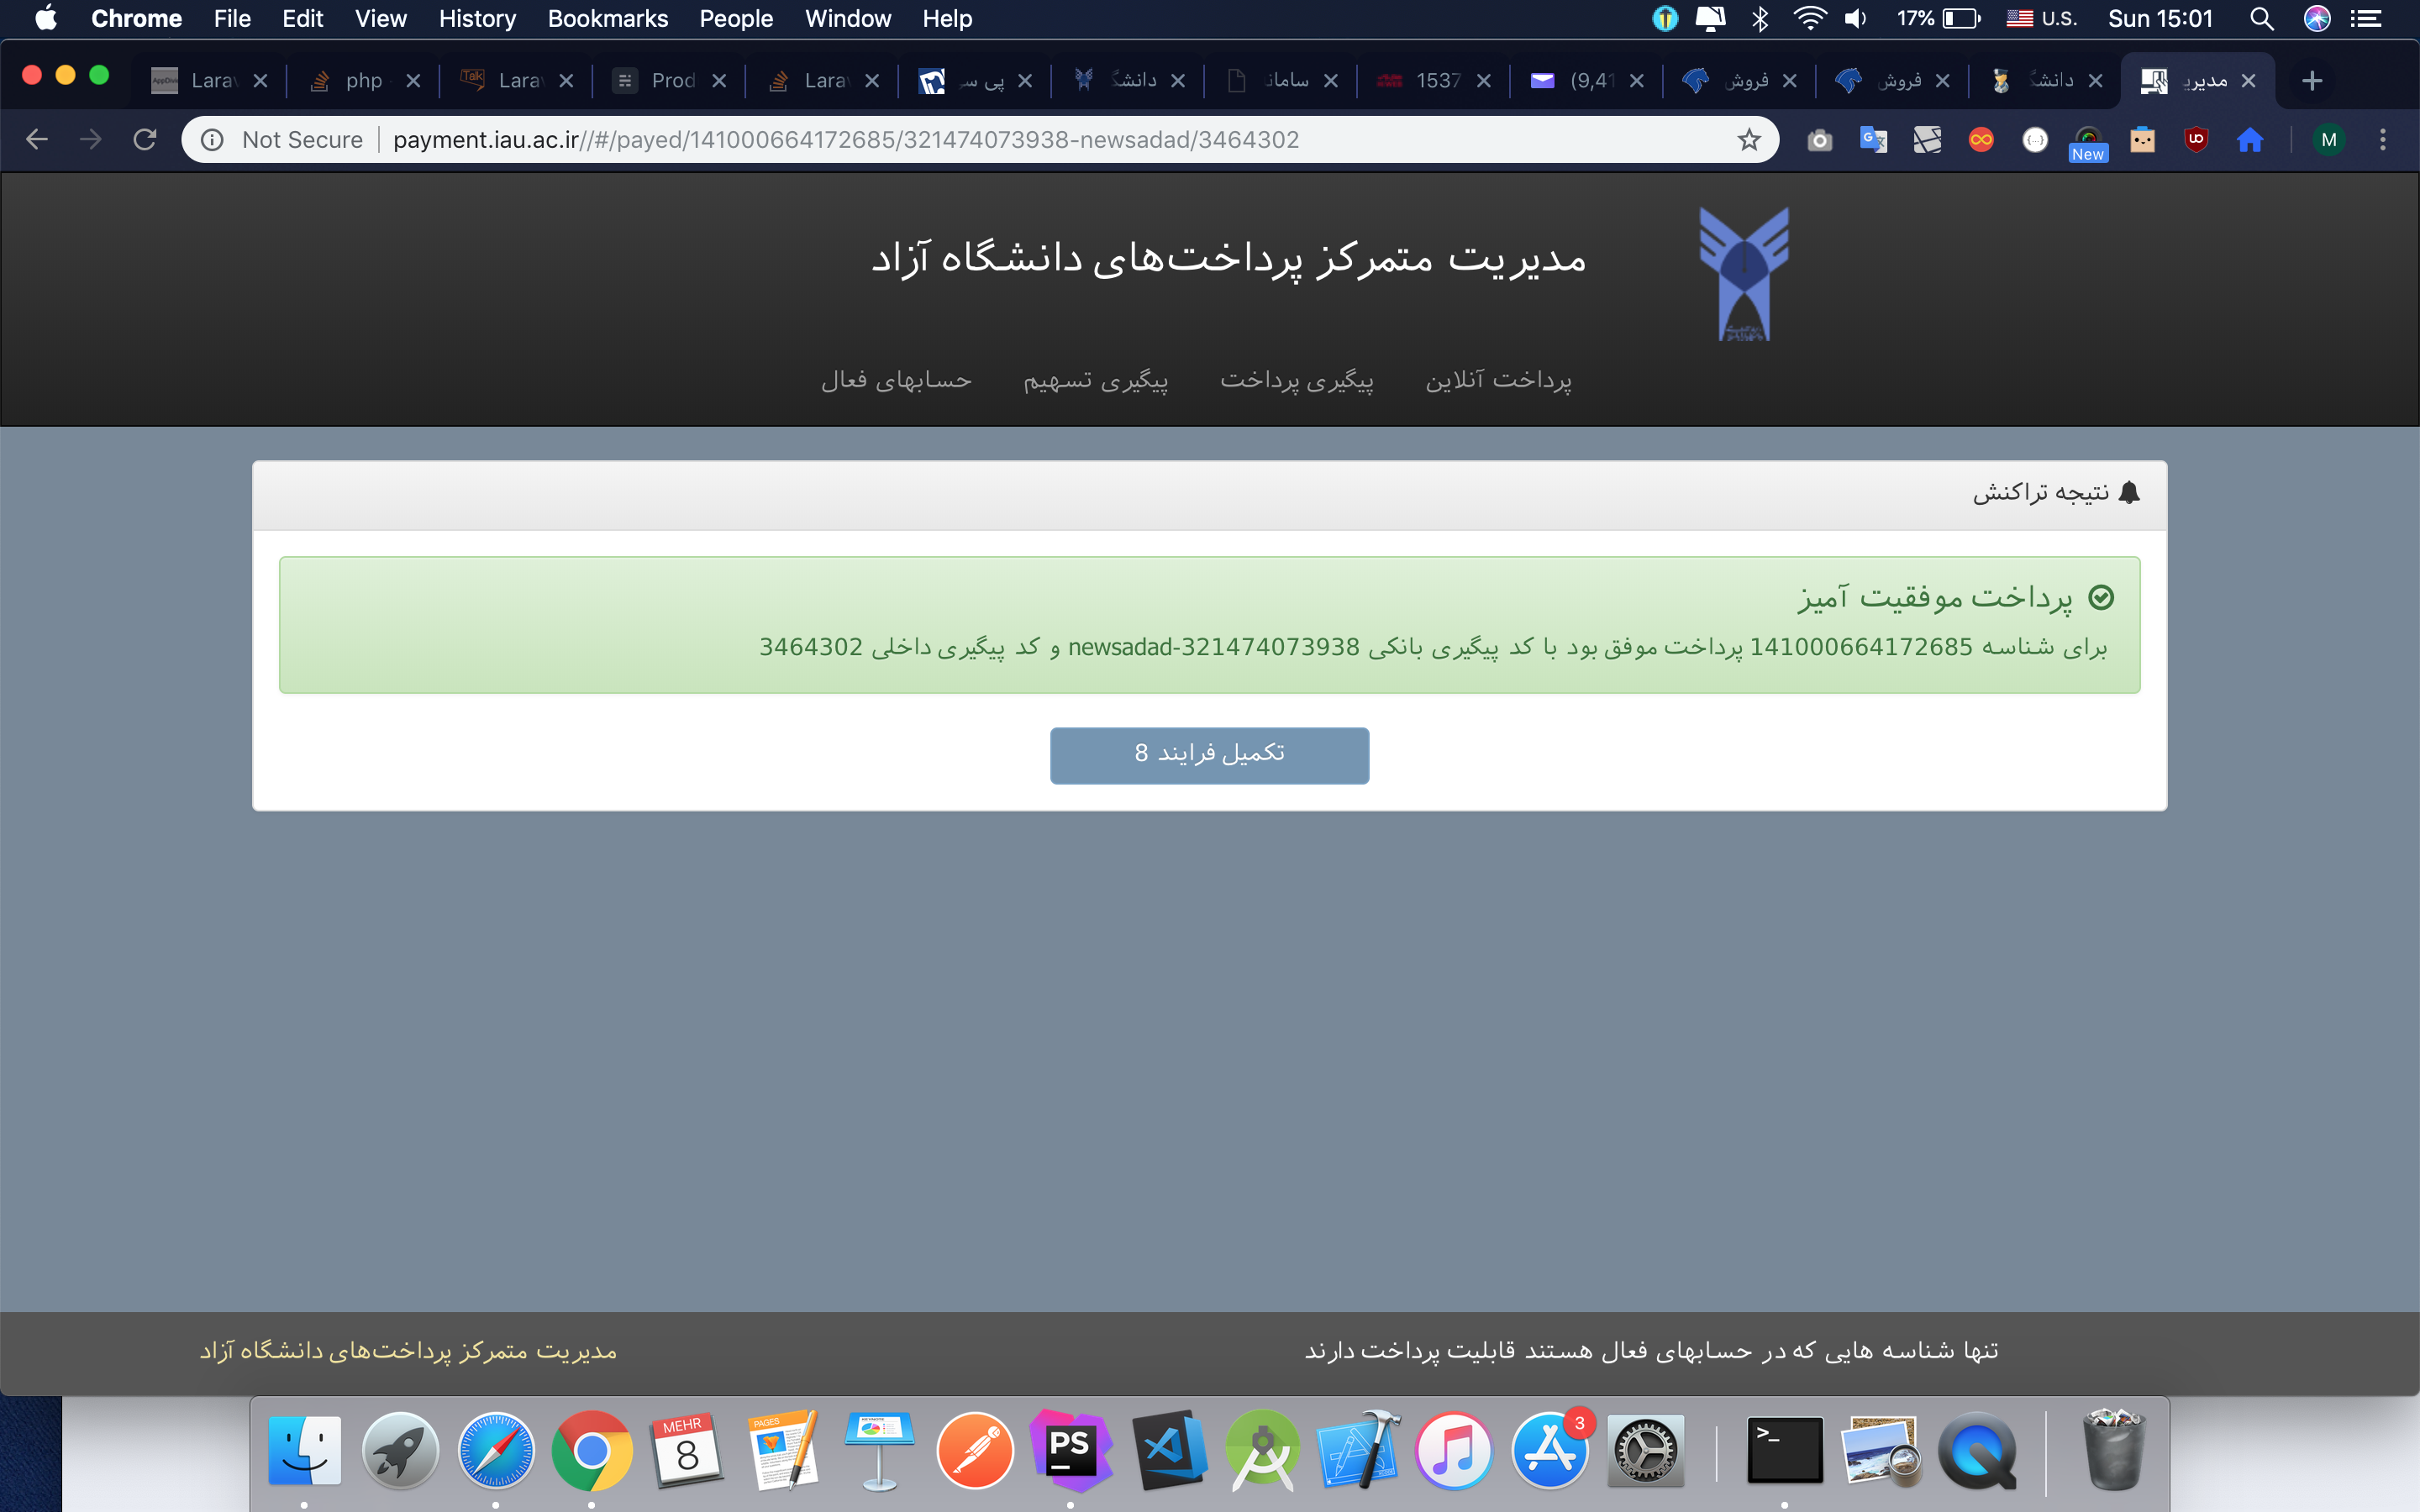 Chrome File Edit View History Bookmarks People Window Help 17% U.S. Sun 15:01
Larav php Larav Prod Larav پی سی دانشگ سامانه 1537 (9,41 فروش فروش دانشگ مدیری
Not Secure payment.iau.ac.ir//#/payed/141000664172685/321474073938-newsadad/3464302
New
M
مدیریت متمرکز پرداخت‌های دانشگاه آزاد
پرداخت آنلاین پیگیری پرداخت پیگیری تسهیم حسابهای فعال
نتیجه تراکنش
پرداخت موفقیت آمیز
برای شناسه 141000664172685 پرداخت موفق بود با کد پیگیری بانکی 321474073938-newsadad و کد پیگیری داخلی 3464302
تکمیل فرایند 8
تنها شناسه هایی که در حسابهای فعال هستند قابلیت پرداخت دارند
مدیریت متمرکز پرداخت‌های دانشگاه آزاد
MEHR
8
PAGES
PS
3
>_